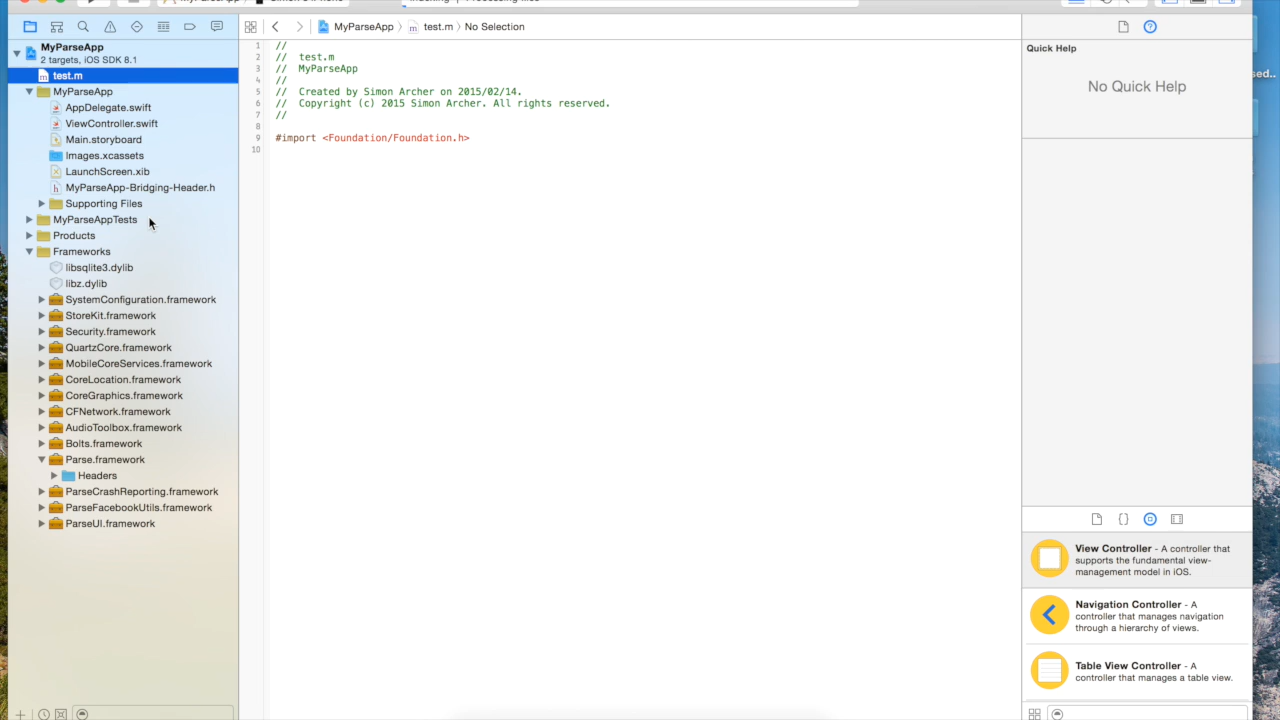 MyParseApp
2 targets, iOS SDK 8.1
test.m
MyParseApp
AppDelegate.swift
ViewController.swift
Main.storyboard
Images.xcassets
LaunchScreen.xib
MyParseApp-Bridging-Header.h
Supporting Files
MyParseAppTests
Products
Frameworks
libsqlite3.dylib
libz.dylib
SystemConfiguration.framework
StoreKit.framework
Security.framework
QuartzCore.framework
MobileCoreServices.framework
CoreLocation.framework
CoreGraphics.framework
CFNetwork.framework
AudioToolbox.framework
Bolts.framework
Parse.framework
Headers
ParseCrashReporting.framework
ParseFacebookUtils.framework
ParseUI.framework
MyParseApp > test.m > No Selection
1 //
2 // test.m
3 // MyParseApp
4 //
5 // Created by Simon Archer on 2015/02/14.
6 // Copyright (c) 2015 Simon Archer. All rights reserved.
7 //
8
9 #import <Foundation/Foundation.h>
10
Quick Help
No Quick Help
View Controller - A controller that
supports the fundamental view-
management model in iOS.
Navigation Controller - A
controller that manages navigation
through a hierarchy of views.
Table View Controller - A
controller that manages a table view.